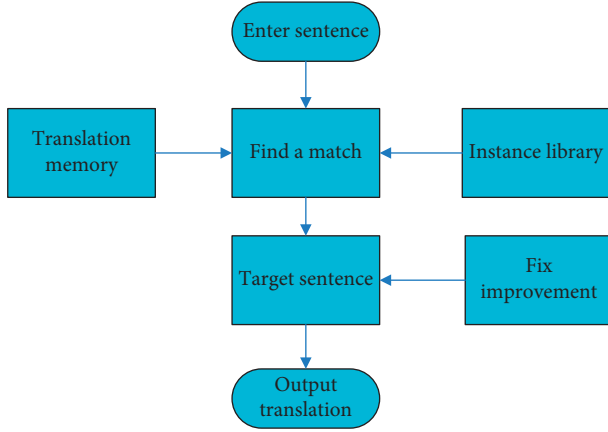 Enter sentence
Translation
memory
Find a match
Instance library
Target sentence
Fix
improvement
Output
translation